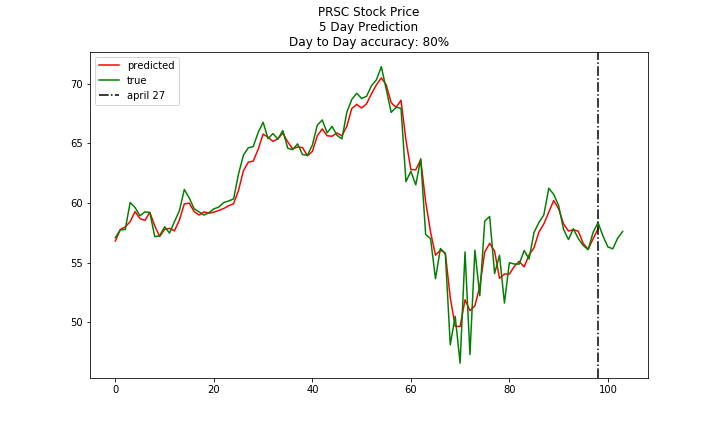 PRSC Stock Price
5 Day Prediction
Day to Day accuracy: 80%
predicted
true
april 27
70
65
60
55
50
0 20 40 60 80 100